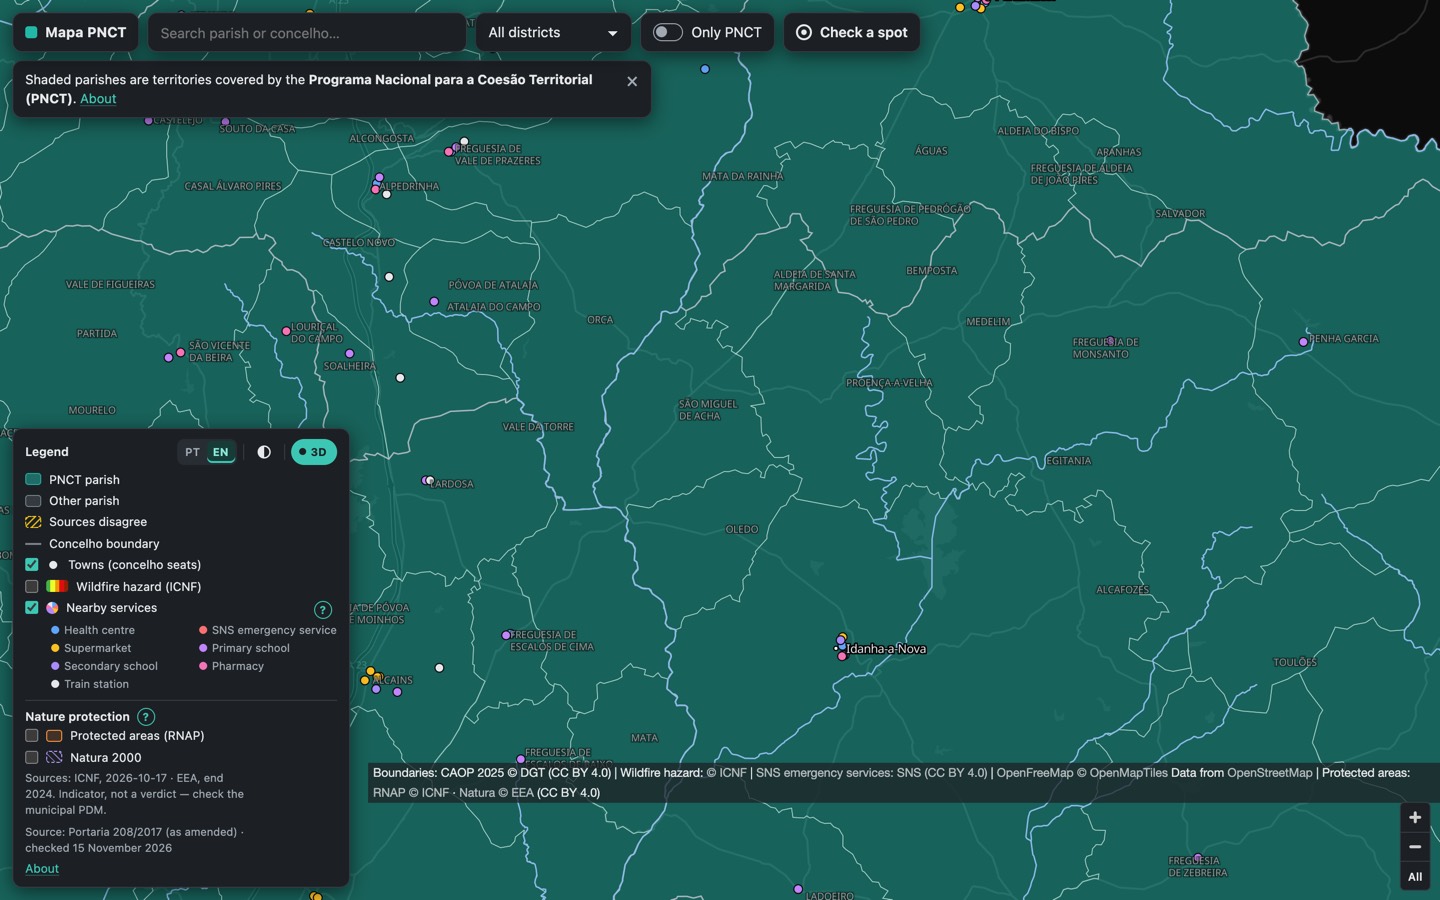 Mapa PNCT
Search parish or concelho...
All districts
Only PNCT
Check a spot
Shaded parishes are territories covered by the Programa Nacional para a Coesão Territorial
(PNCT). About
CASTELEJO
SOUTO DA CASA
ALCONGOSTA
FREGUESIA DE
VALE DE PRAZERES
CASAL ÁLVARO PIRES
ALPEDRINHA
MATA DA RAINHA
ÁGUAS
ALDEIA DO BISPO
ARANHAS
FREGUESIA DE ALDEIA
DE JOÃO PIRES
FREGUESIA DE PEDRÓGÃO
DE SÃO PEDRO
SALVADOR
CASTELO NOVO
VALE DE FIGUEIRAS
PÓVOA DE ATALAIA
ATALAIA DO CAMPO
ALDEIA DE SANTA
MARGARIDA
BEMPOSTA
ORCA
MEDELIM
PARTIDA
LOURIÇAL
DO CAMPO
SÃO VICENTE
DA BEIRA
SOALHEIRA
FREGUESIA DE
MONSANTO
PENHA GARCIA
PROENÇA-A-VELHA
MOURELO
SÃO MIGUEL
DE ACHA
VALE DA TORRE
EGITANIA
LARDOSA
OLEDO
ALCAFOZES
IA DE PÓVOA
E MOINHOS
FREGUESIA DE
ESCALOS DE CIMA
Idanha-a-Nova
TOULÕES
A 23
ALCAINS
MATA
FREGUESIA DE
FREGUESIA
DE ZEBREIRA
LADOEIRO
Legend
PT
EN
3D
PNCT parish
Other parish
Sources disagree
Concelho boundary
Towns (concelho seats)
Wildfire hazard (ICNF)
Nearby services
?
Health centre
SNS emergency service
Supermarket
Primary school
Secondary school
Pharmacy
Train station
Nature protection
?
Protected areas (RNAP)
Natura 2000
Sources: ICNF, 2026-10-17 · EEA, end
2024. Indicator, not a verdict — check the
municipal PDM.
Source: Portaria 208/2017 (as amended) ·
checked 15 November 2026
About
Boundaries: CAOP 2025 © DGT (CC BY 4.0) | Wildfire hazard: © ICNF | SNS emergency services: SNS (CC BY 4.0) | OpenFreeMap © OpenMapTiles Data from OpenStreetMap | Protected areas:
RNAP © ICNF · Natura © EEA (CC BY 4.0)
+
−
All